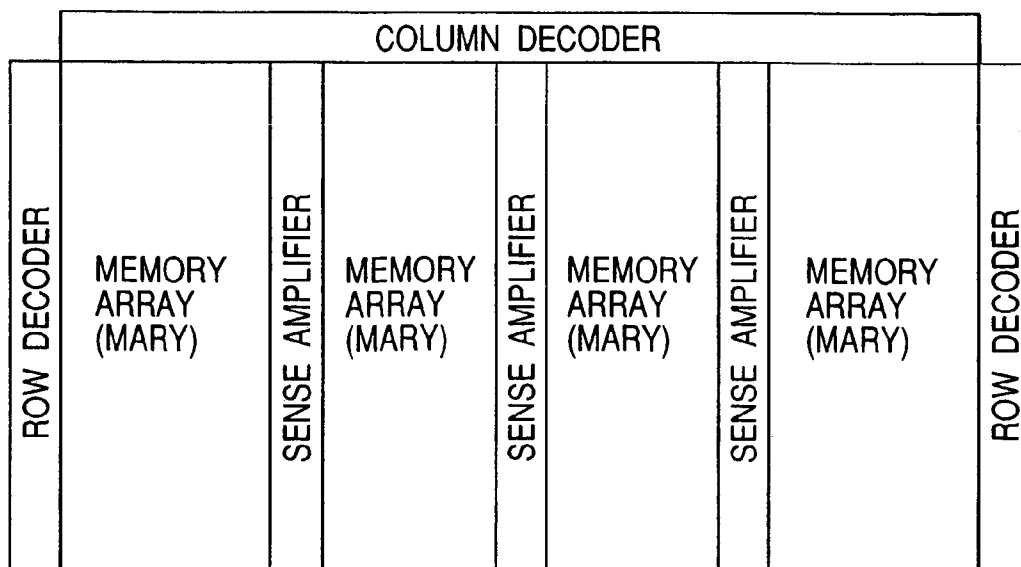 COLUMN DECODER
ROW DECODER
MEMORY
ARRAY
(MARY)
SENSE AMPLIFIER
MEMORY
ARRAY
(MARY)
SENSE AMPLIFIER
MEMORY
ARRAY
(MARY)
SENSE AMPLIFIER
MEMORY
ARRAY
(MARY)
ROW DECODER